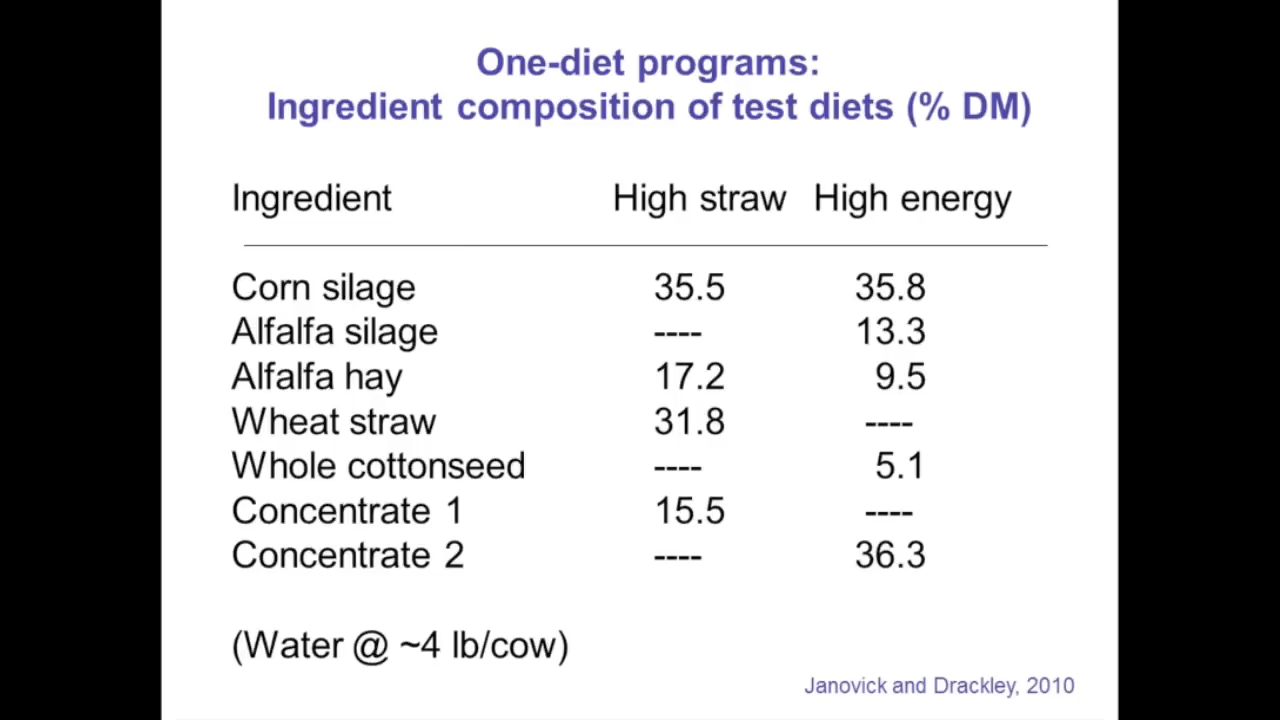 One-diet programs:
Ingredient composition of test diets (% DM)
Ingredient High straw High energy
Corn silage 35.5 35.8
Alfalfa silage ---- 13.3
Alfalfa hay 17.2 9.5
Wheat straw 31.8 ----
Whole cottonseed ---- 5.1
Concentrate 1 15.5 ----
Concentrate 2 ---- 36.3
(Water @ ~4 lb/cow)
Janovick and Drackley, 2010